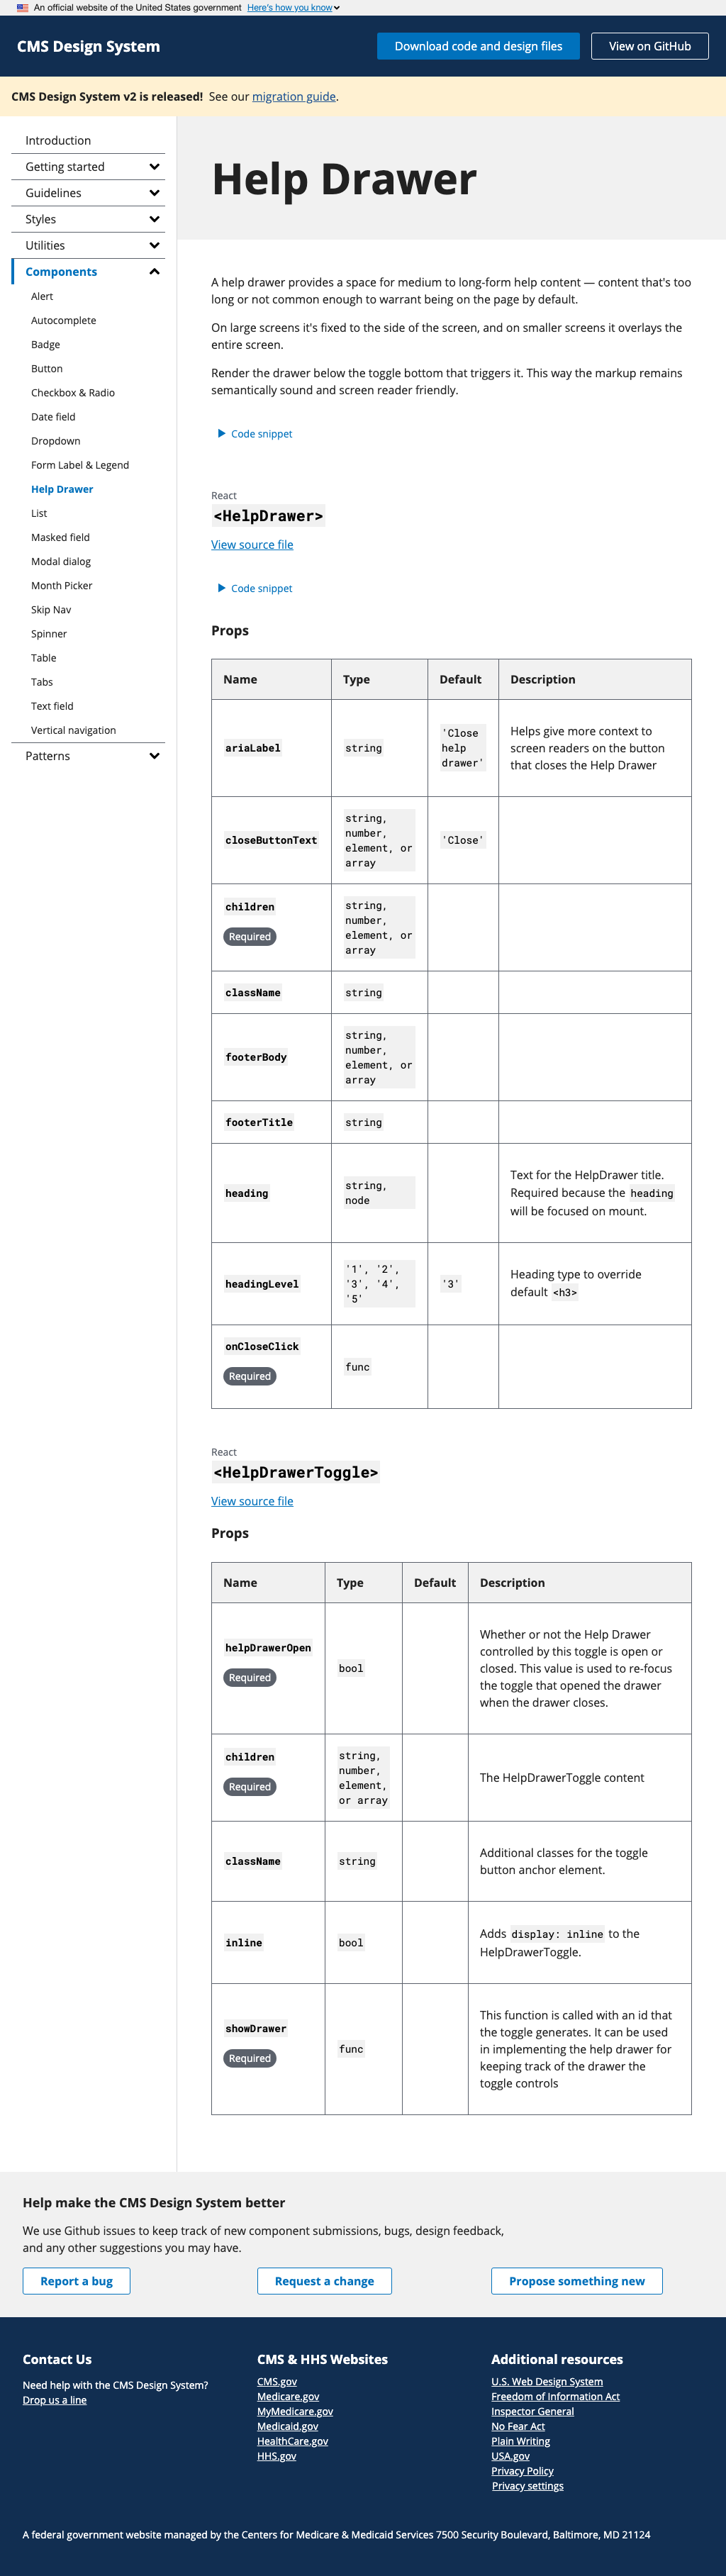 An official website of the United States government Here's how you know
CMS Design System
Download code and design files
View on GitHub
CMS Design System v2 is released! See our migration guide.
Introduction
Getting started
Guidelines
Styles
Utilities
Components
Alert
Autocomplete
Badge
Button
Checkbox & Radio
Date field
Dropdown
Form Label & Legend
Help Drawer
List
Masked field
Modal dialog
Month Picker
Skip Nav
Spinner
Table
Tabs
Text field
Vertical navigation
Patterns
Help Drawer
A help drawer provides a space for medium to long-form help content — content that's too
long or not common enough to warrant being on the page by default.
On large screens it's fixed to the side of the screen, and on smaller screens it overlays the
entire screen.
Render the drawer below the toggle bottom that triggers it. This way the markup remains
semantically sound and screen reader friendly.
Code snippet
React
<HelpDrawer>
View source file
Code snippet
Props
Name Type Default Description
ariaLabel
string
'Close
help
drawer'
Helps give more context to
screen readers on the button
that closes the Help Drawer
closeButtonText
string,
number,
element, or
array
'Close'
children
Required
string,
number,
element, or
array
className
string
footerBody
string,
number,
element, or
array
footerTitle
string
heading
string,
node
Text for the HelpDrawer title.
Required because the heading
will be focused on mount.
headingLevel
'1', '2',
'3', '4',
'5'
'3'
Heading type to override
default <h3>
onCloseClick
Required
func
React
<HelpDrawerToggle>
View source file
Props
Name Type Default Description
helpDrawerOpen
Required
bool
Whether or not the Help Drawer
controlled by this toggle is open or
closed. This value is used to re-focus
the toggle that opened the drawer
when the drawer closes.
children
Required
string,
number,
element,
or array
The HelpDrawerToggle content
className
string
Additional classes for the toggle
button anchor element.
inline
bool
Adds display: inline to the
HelpDrawerToggle.
showDrawer
Required
func
This function is called with an id that
the toggle generates. It can be used
in implementing the help drawer for
keeping track of the drawer the
toggle controls
Help make the CMS Design System better
We use Github issues to keep track of new component submissions, bugs, design feedback,
and any other suggestions you may have.
Report a bug
Request a change
Propose something new
Contact Us
Need help with the CMS Design System?
Drop us a line
CMS & HHS Websites
CMS.gov
Medicare.gov
MyMedicare.gov
Medicaid.gov
HealthCare.gov
HHS.gov
Additional resources
U.S. Web Design System
Freedom of Information Act
Inspector General
No Fear Act
Plain Writing
USA.gov
Privacy Policy
Privacy settings
A federal government website managed by the Centers for Medicare & Medicaid Services 7500 Security Boulevard, Baltimore, MD 21124